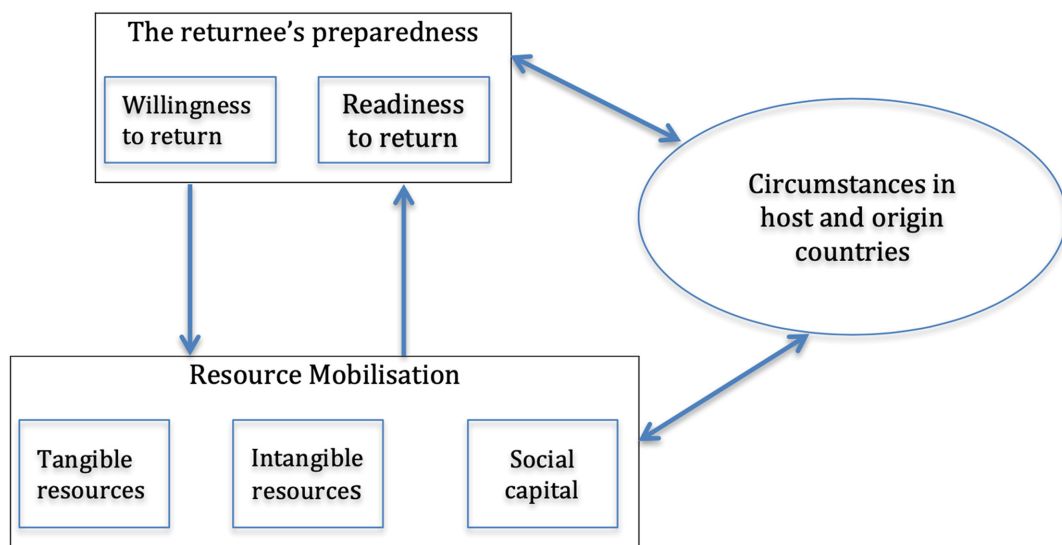 The returnee’s preparedness
Willingness
to return
Readiness
to return
Circumstances in
host and origin
countries
Resource Mobilisation
Tangible
resources
Intangible
resources
Social
capital